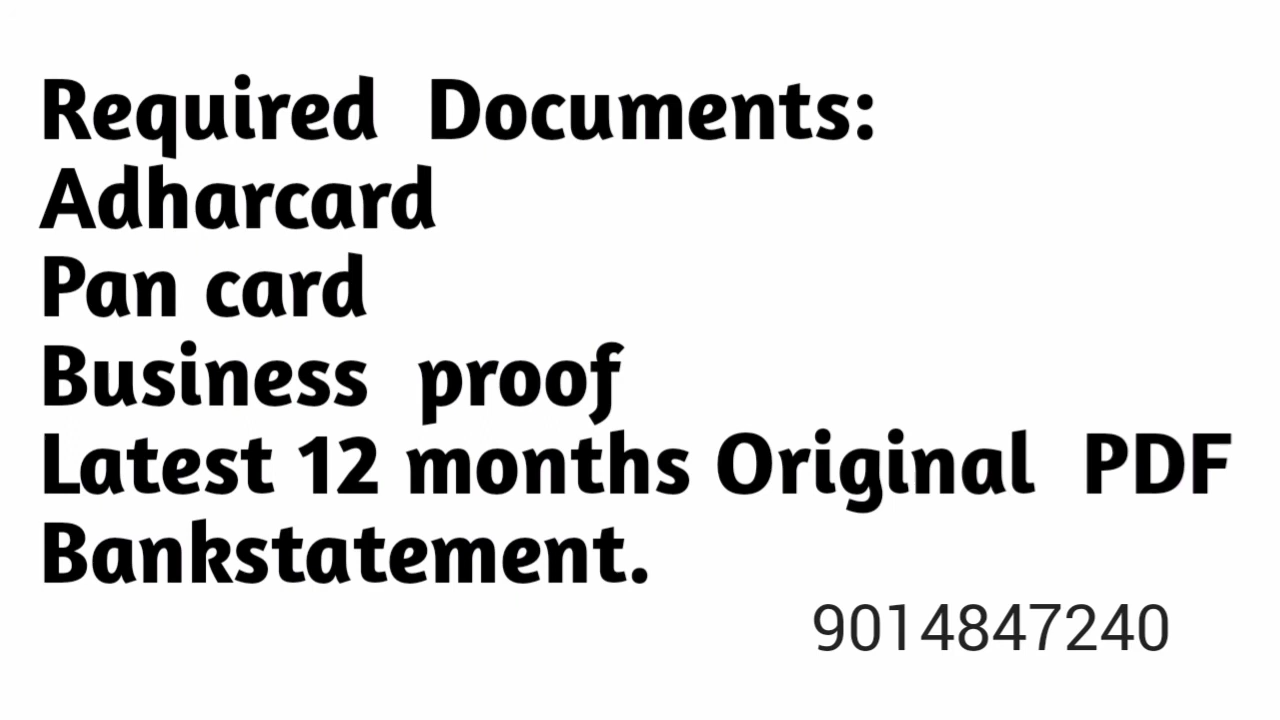 Required Documents:
Adharcard
Pan card
Business proof
Latest 12 months Original PDF
Bankstatement.
9014847240